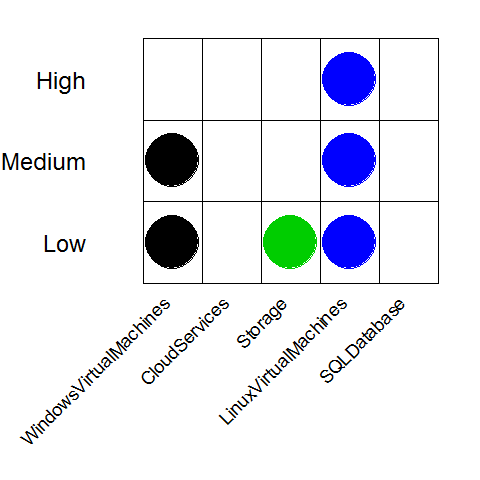 High
Medium
Low
WindowsVirtualMachines
CloudServices
Storage
LinuxVirtualMachines
SQLDatabase